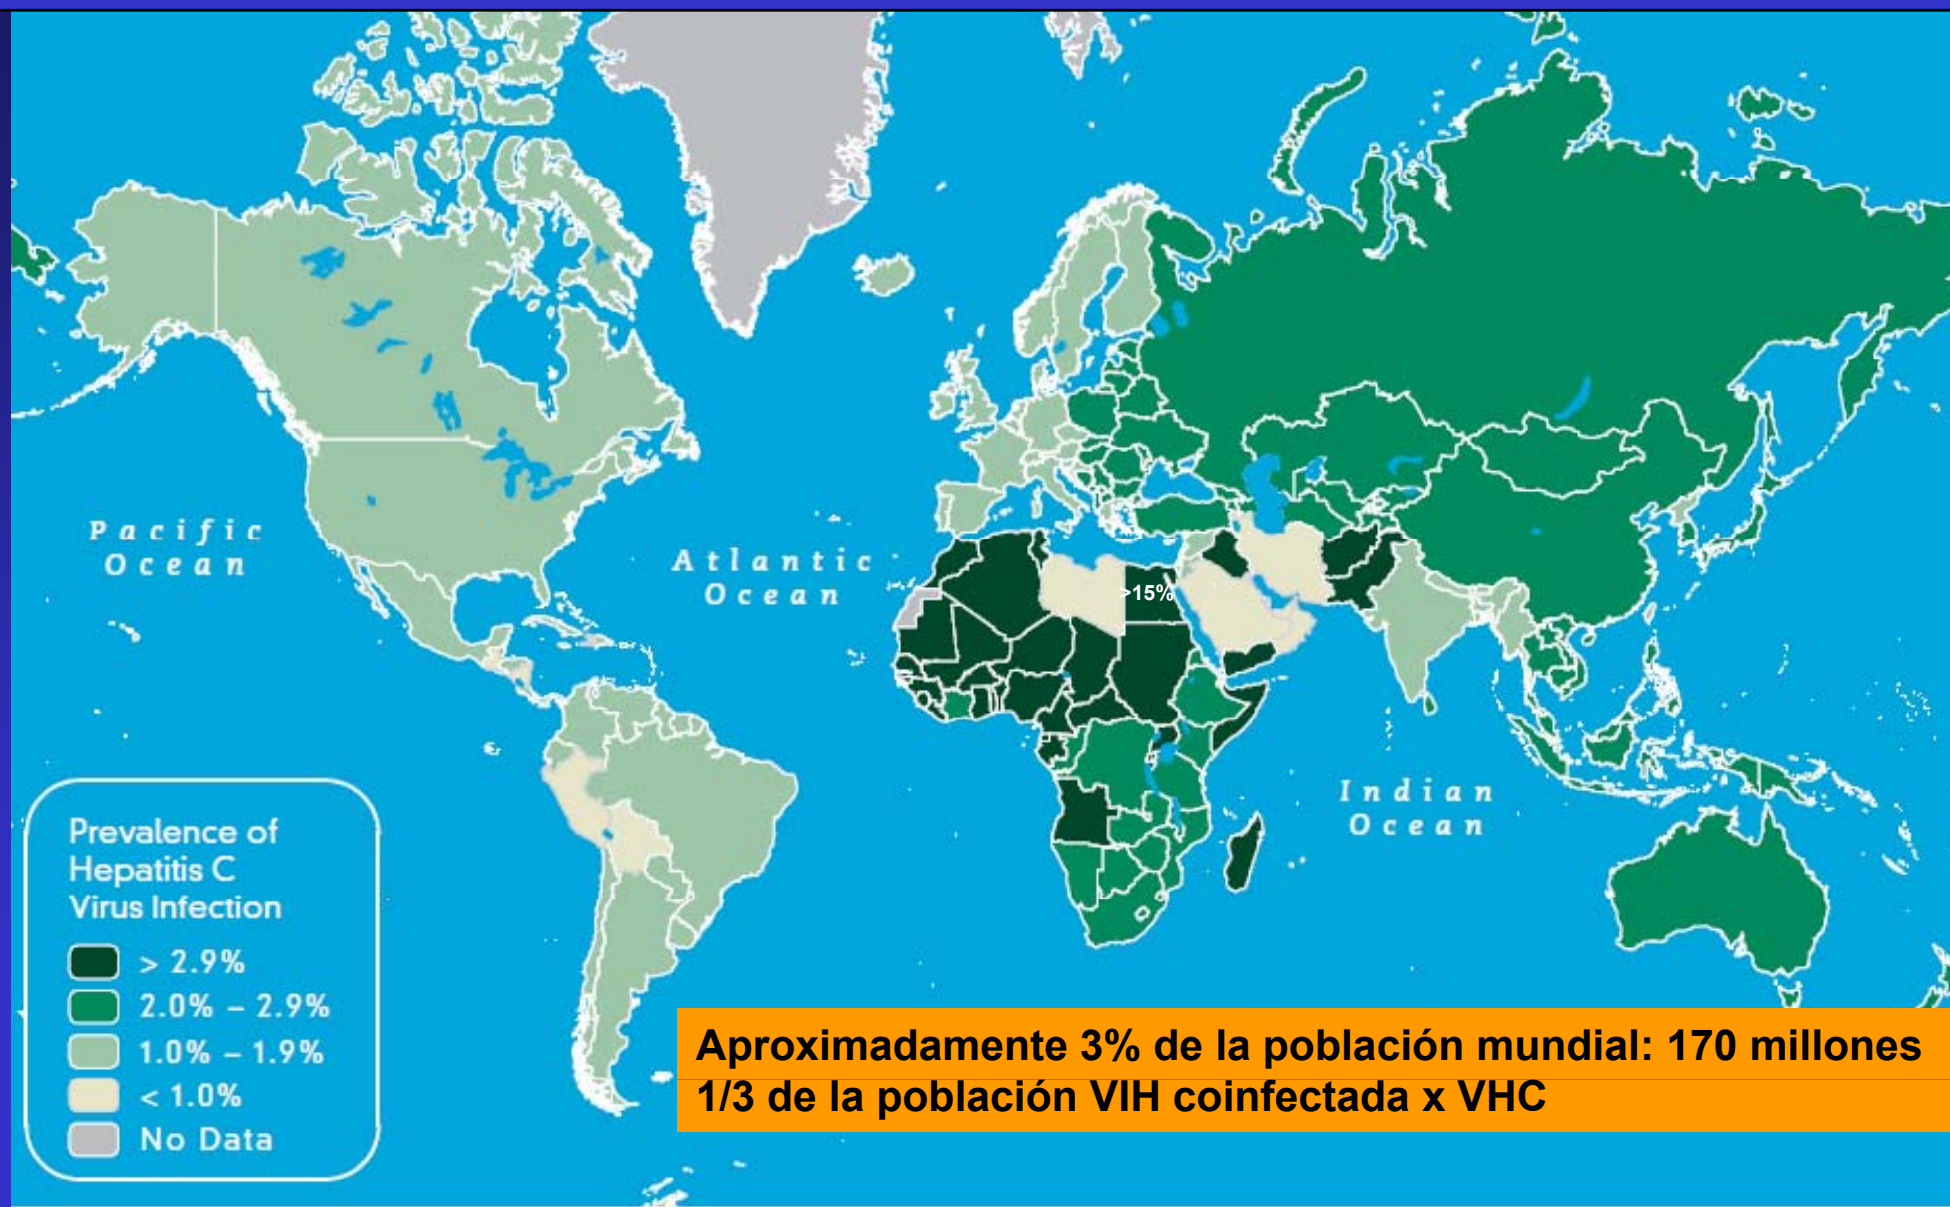 Pacific
Ocean
Atlantic
Ocean
>15%
Indian
Ocean
Prevalence of
Hepatitis C
Virus Infection
> 2.9%
2.0% – 2.9%
1.0% – 1.9%
< 1.0%
No Data
Aproximadamente 3% de la población mundial: 170 millones
1/3 de la población VIH coinfectada x VHC